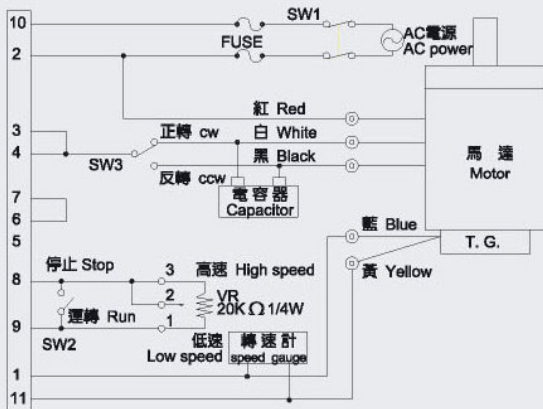 10
SW1
AC電源
AC power
FUSE
2
紅 Red
正轉 cw
白 White
3
4
SW3
黑 Black
反轉 ccw
電容器
Capacitor
馬達
Motor
7
6
藍 Blue
5
T. G.
黃 Yellow
停止 Stop
3 高速 High speed
8
2
VR
20KΩ 1/4W
運轉 Run
1
9
SW2
低速
Low speed
轉速計
speed gauge
1
11